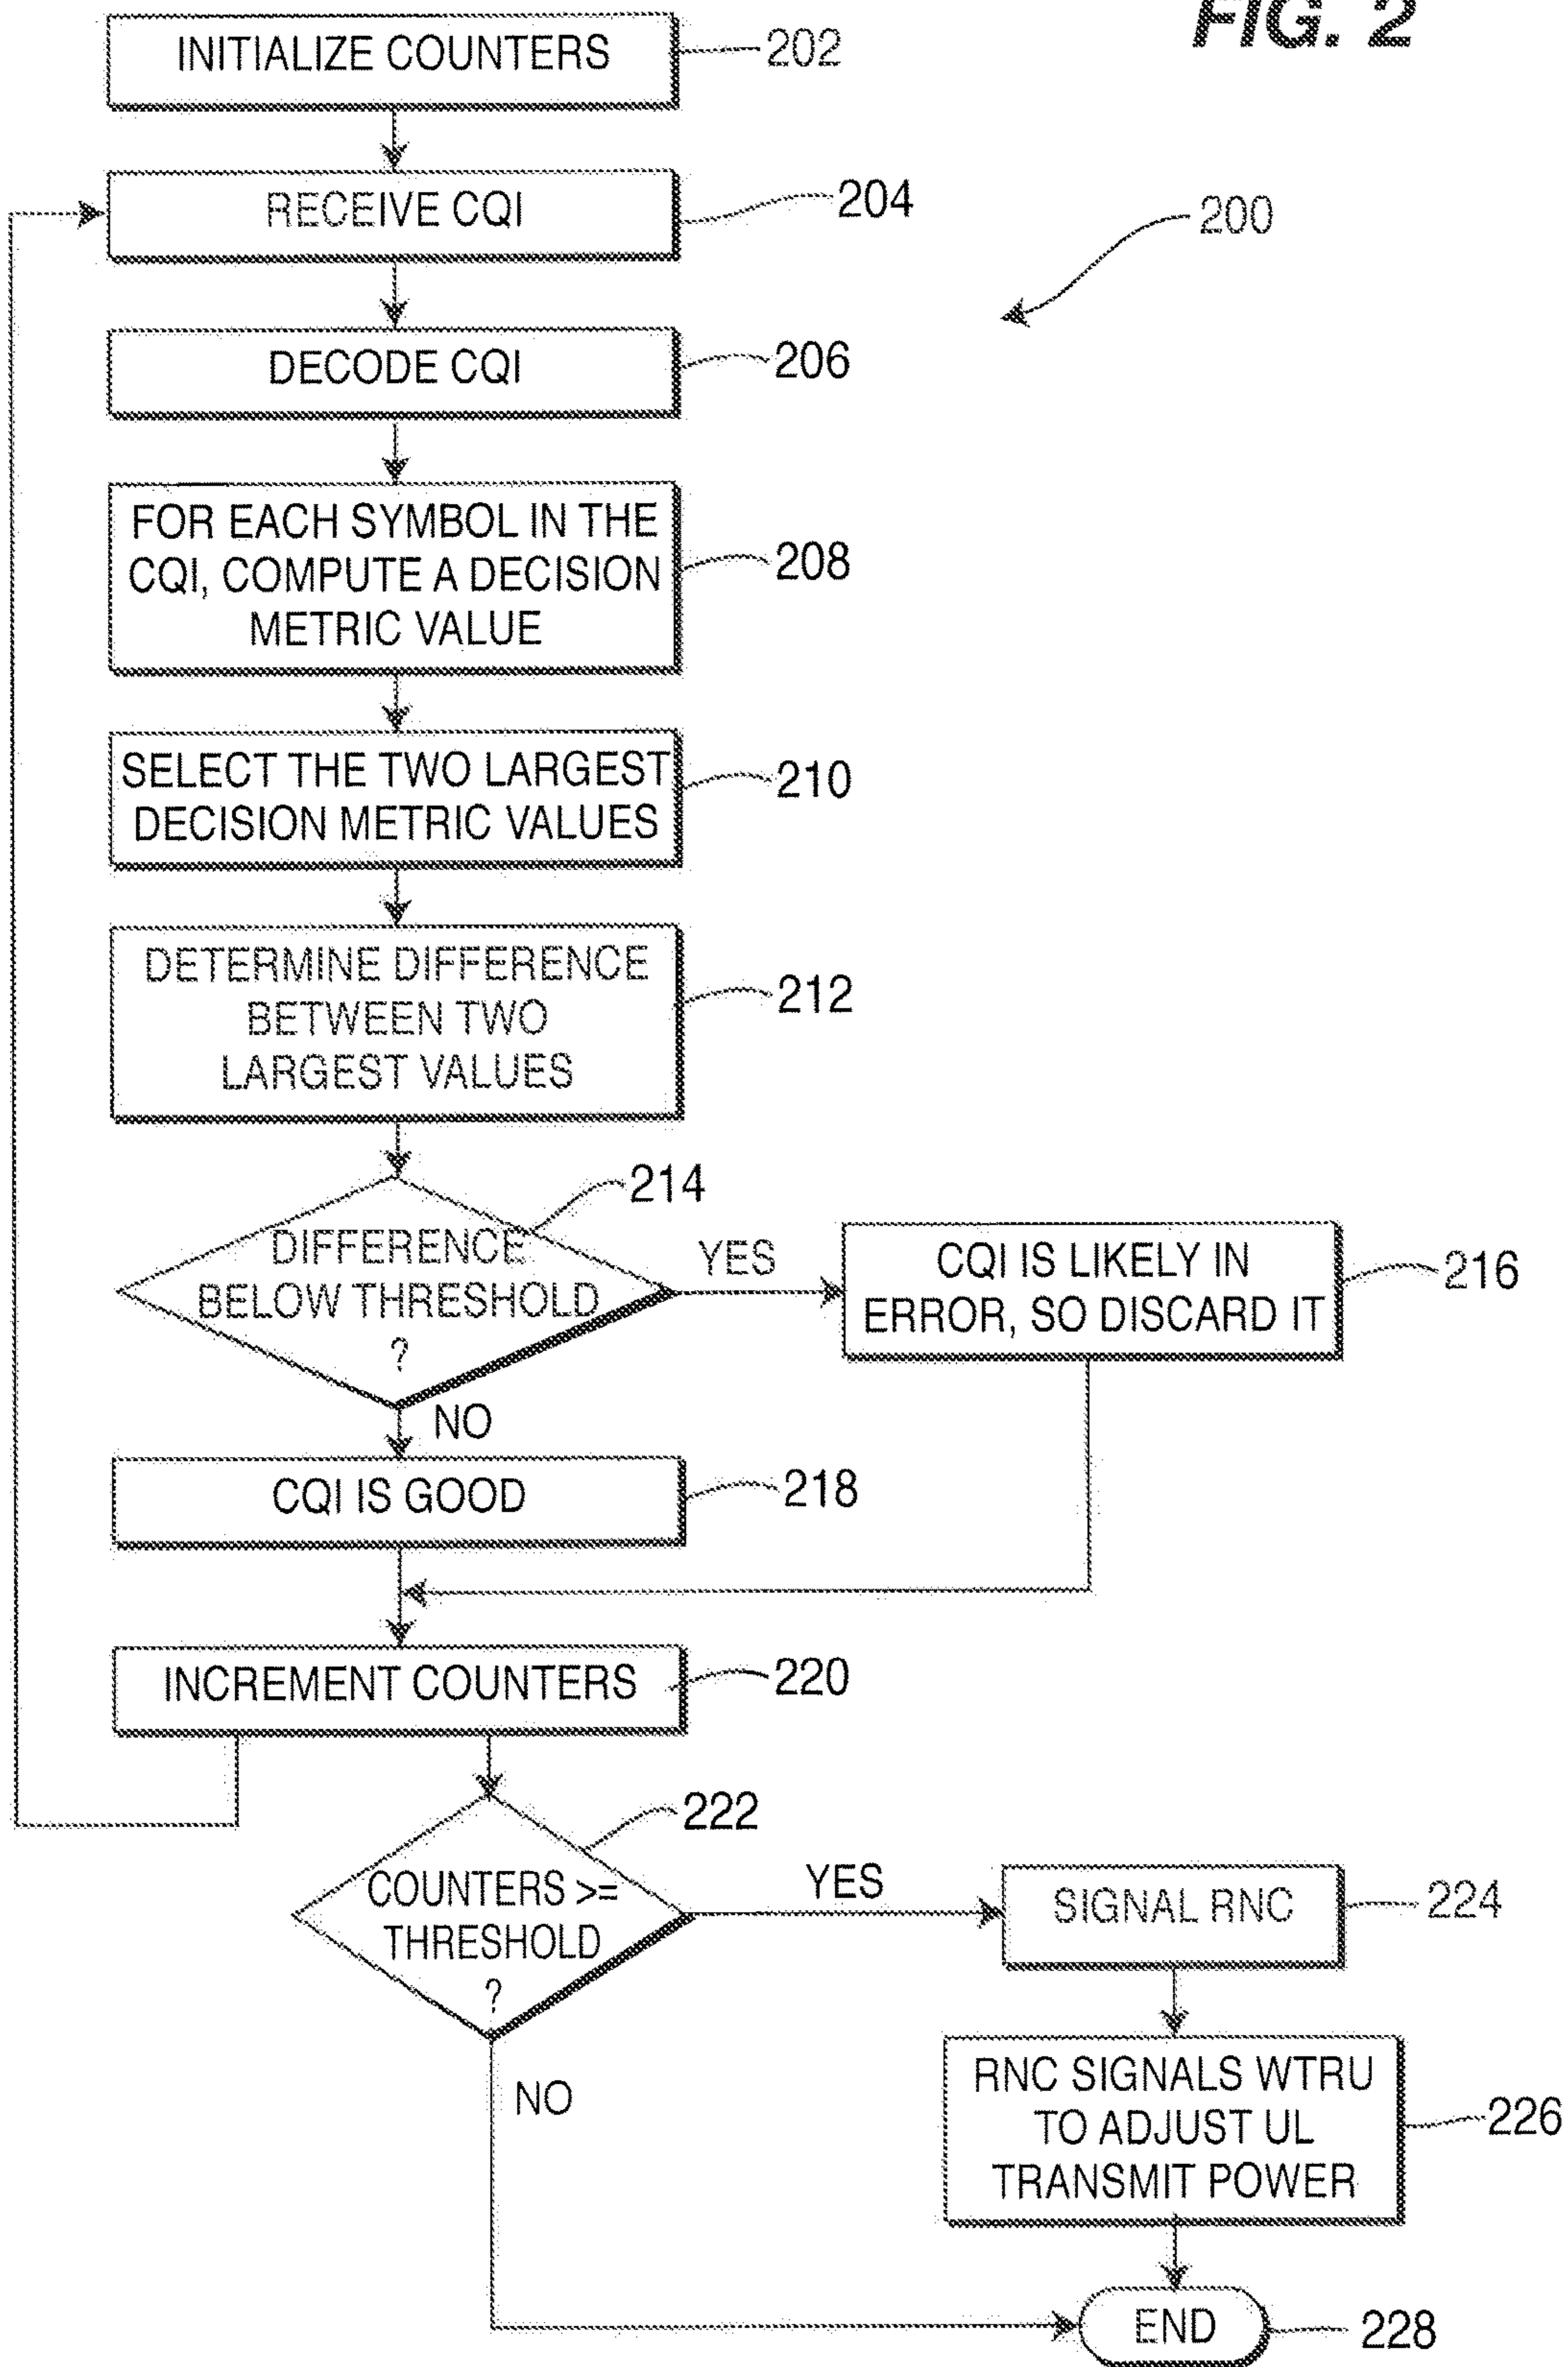 FIG. 2
INITIALIZE COUNTERS
202
RECEIVE CQI
204
200
DECODE CQI
206
FOR EACH SYMBOL IN THE
CQI, COMPUTE A DECISION
METRIC VALUE
208
SELECT THE TWO LARGEST
DECISION METRIC VALUES
210
DETERMINE DIFFERENCE
BETWEEN TWO
LARGEST VALUES
212
214
DIFFERENCE
BELOW THRESHOLD
?
YES
CQI IS LIKELY IN
ERROR, SO DISCARD IT
216
NO
CQI IS GOOD
218
INCREMENT COUNTERS
220
222
COUNTERS >=
THRESHOLD
?
YES
SIGNAL RNC
224
NO
RNC SIGNALS WTRU
TO ADJUST UL
TRANSMIT POWER
226
END
228